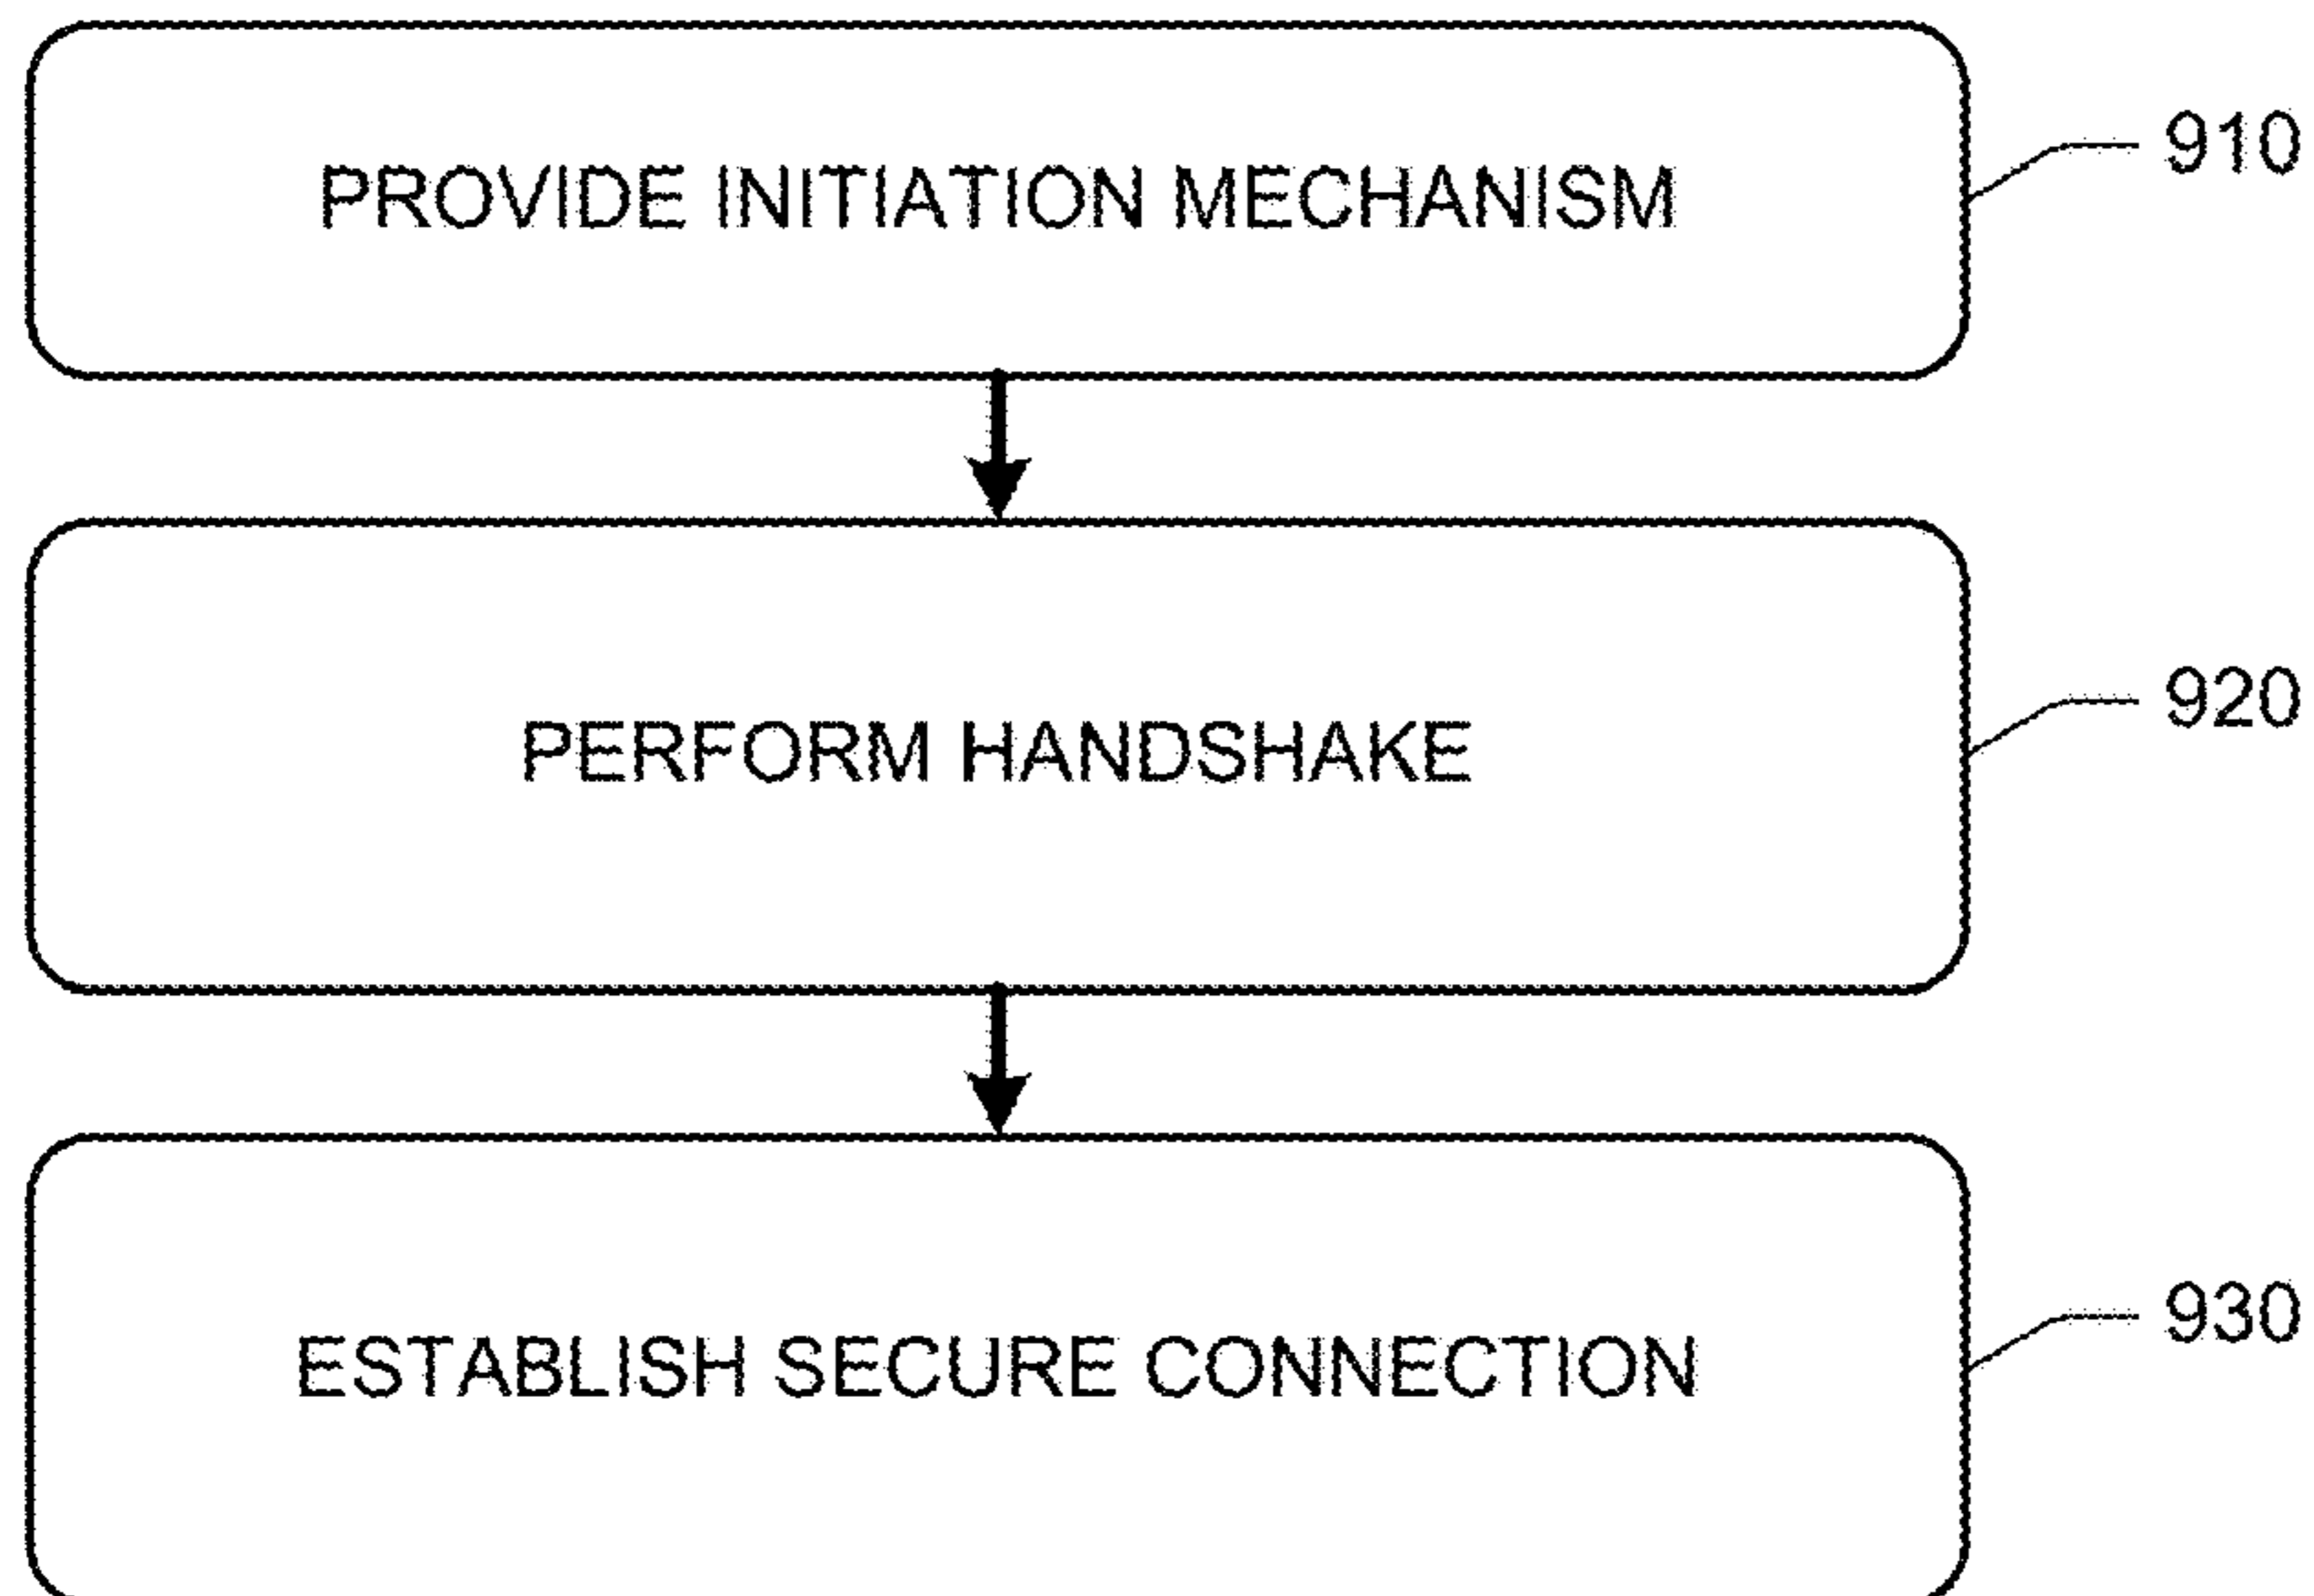 PROVIDE INITIATION MECHANISM
910
PERFORM HANDSHAKE
920
ESTABLISH SECURE CONNECTION
930